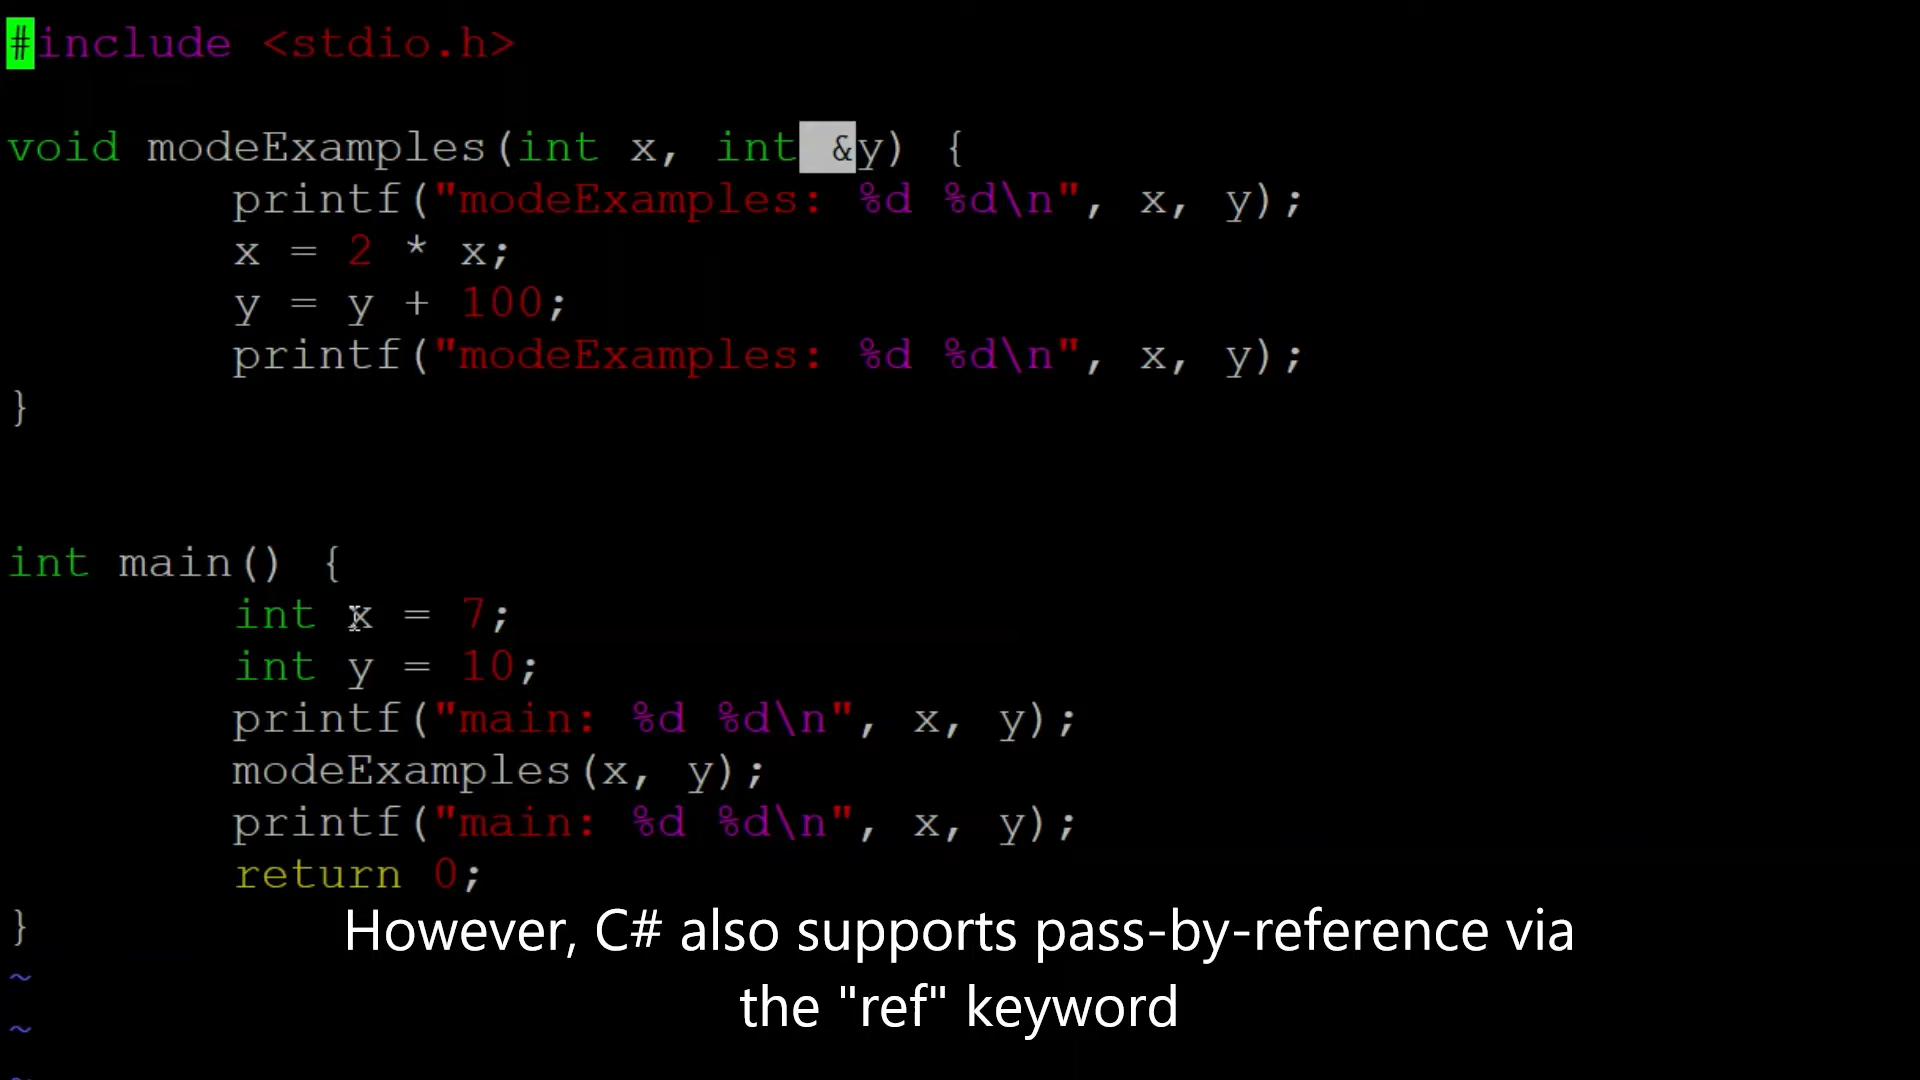 #include <stdio.h>
void modeExamples(int x, int &y) {
printf("modeExamples: %d %d\n", x, y);
x = 2 * x;
y = y + 100;
printf("modeExamples: %d %d\n", x, y);
}
int main() {
int x = 7;
int y = 10;
printf("main: %d %d\n", x, y);
modeExamples(x, y);
printf("main: %d %d\n", x, y);
return 0;
}
However, C# also supports pass-by-reference via
the "ref" keyword
~
~
~